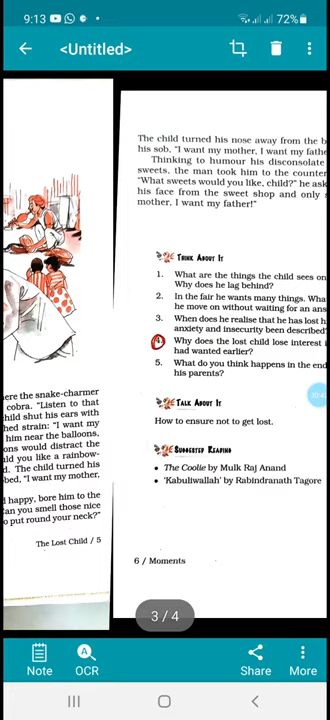 9:13
72%
<Untitled>
The child turned his nose away from the b
his sob, "I want my mother, I want my fathe
Thinking to humour his disconsolate
sweets, the man took him to the counter
"What sweets would you like, child?" he ask
his face from the sweet shop and only s
mother, I want my father!"
THINK ABOUT IT
1. What are the things the child sees on
Why does he lag behind?
2. In the fair he wants many things. Wha
he move on without waiting for an ans
3. When does he realise that he has lost h
anxiety and insecurity been described
4. Why does the lost child lose interest i
had wanted earlier?
5. What do you think happens in the end
his parents?
TALK ABOUT IT
How to ensure not to get lost.
SUGGESTED READING
• The Coolie by Mulk Raj Anand
• 'Kabuliwallah' by Rabindranath Tagore
6 / Moments
ere the snake-charmer
cobra. "Listen to that
child shut his ears with
hed strain: "I want my
him near the balloons,
ons would distract the
ld you like a rainbow-
d. The child turned his
bed, "I want my mother,
d happy, bore him to the
Can you smell those nice
o put round your neck?"
The Lost Child / 5
3 / 4
Note
OCR
Share
More